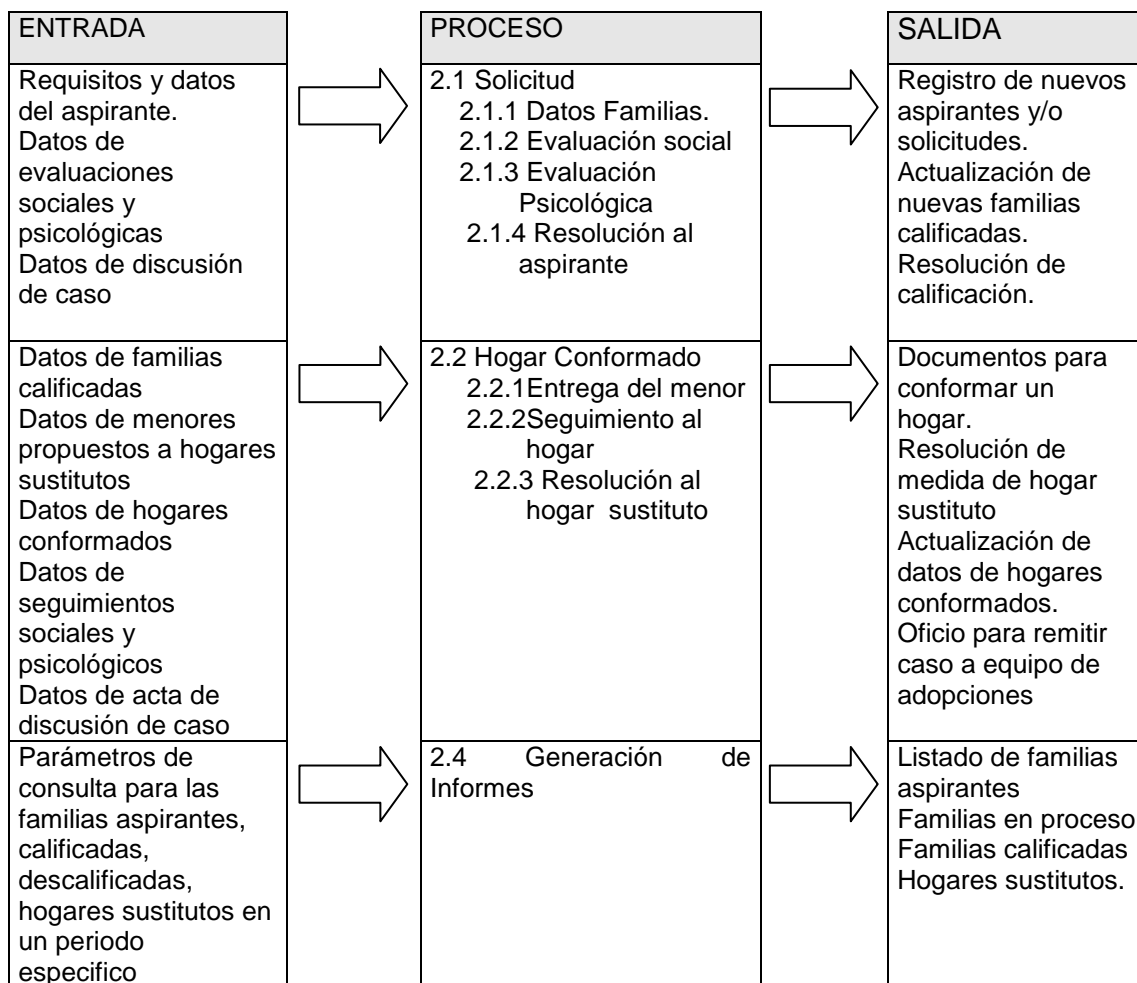 ENTRADA
Requisitos y datos
del aspirante.
Datos de
evaluaciones
sociales y
psicológicas
Datos de discusión
de caso
Datos de familias
calificadas
Datos de menores
propuestos a hogares
sustitutos
Datos de hogares
conformados
Datos de
seguimientos
sociales y
psicológicos
Datos de acta de
discusión de caso
Parámetros de
consulta para las
familias aspirantes,
calificadas,
descalificadas,
hogares sustitutos en
un periodo
especifico
PROCESO
2.1 Solicitud
2.1.1 Datos Familias.
2.1.2 Evaluación social
2.1.3 Evaluación
Psicológica
2.1.4 Resolución al
aspirante
2.2 Hogar Conformado
2.2.1Entrega del menor
2.2.2Seguimiento al
hogar
2.2.3 Resolución al
hogar sustituto
2.4 Generación de
Informes
SALIDA
Registro de nuevos
aspirantes y/o
solicitudes.
Actualización de
nuevas familias
calificadas.
Resolución de
calificación.
Documentos para
conformar un
hogar.
Resolución de
medida de hogar
sustituto
Actualización de
datos de hogares
conformados.
Oficio para remitir
caso a equipo de
adopciones
Listado de familias
aspirantes
Familias en proceso
Familias calificadas
Hogares sustitutos.